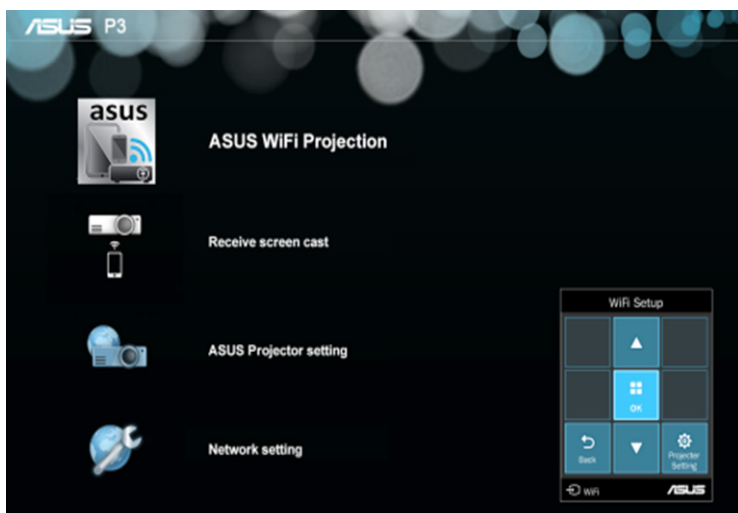 ASUS P3
asus
ASUS WiFi Projection
Receive screen cast
ASUS Projector setting
Network setting
WiFi Setup
OK
Back
Projecter
Setting
WiFi
ASUS